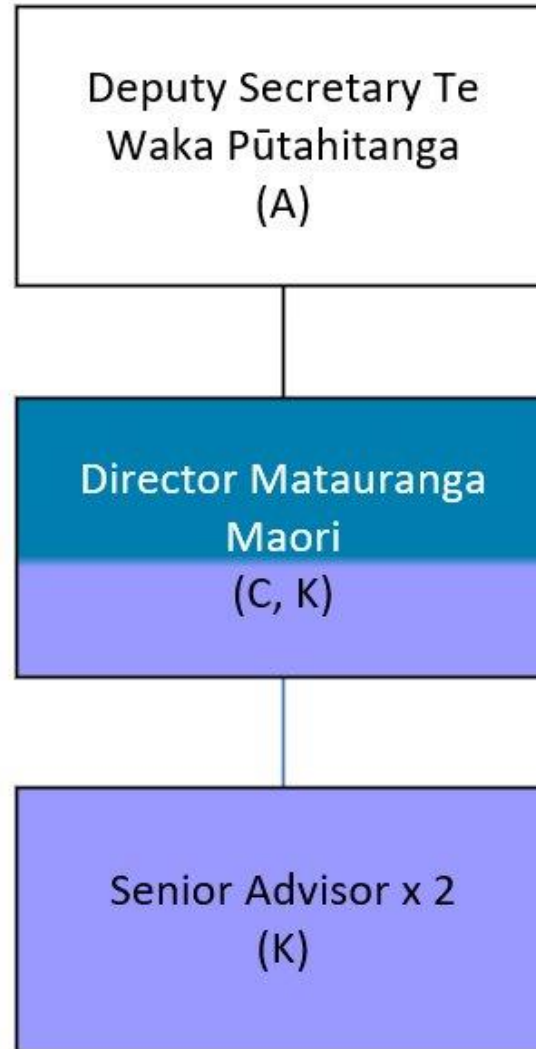 Deputy Secretary Te
Waka Pūtahitanga
(A)
Director Matauranga
Maori
(C, K)
Senior Advisor x 2
(K)